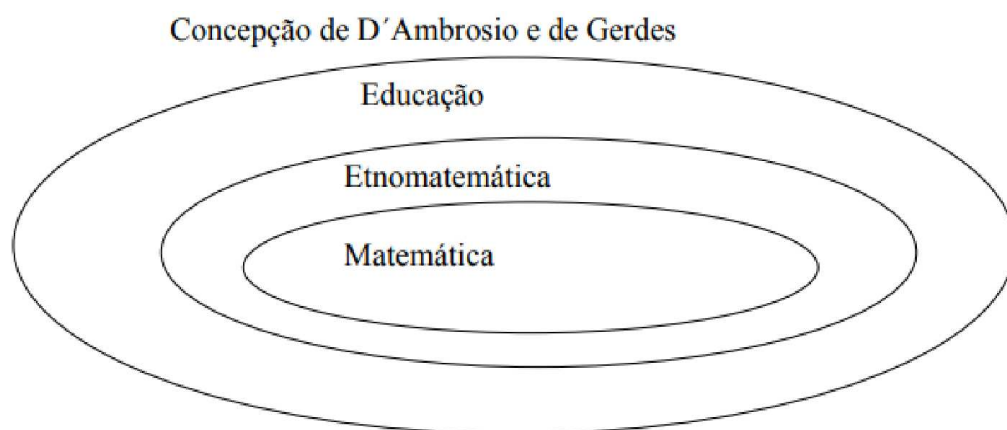 Concepção de D´Ambrosio e de Gerdes
Educação
Etnomatemática
Matemática